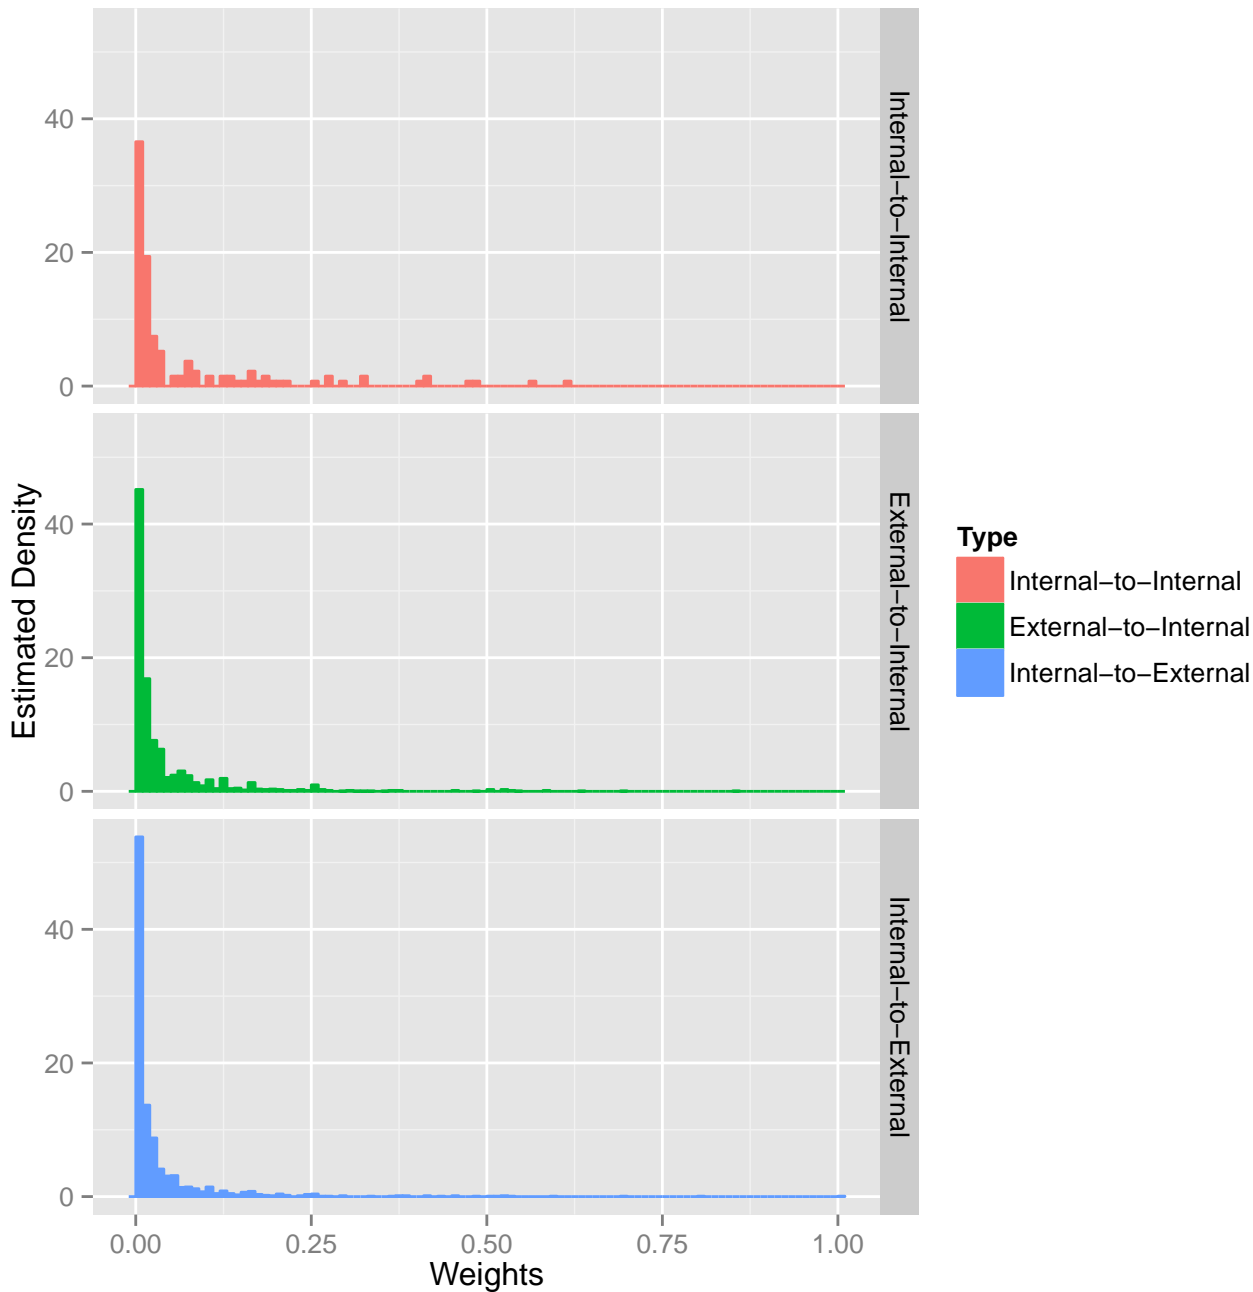 40
20
0
Internal−to−Internal
40
20
0
External−to−Internal
40
20
0
Internal−to−External
0.00 0.25 0.50 0.75 1.00
Weights
Estimated Density
Type
Internal−to−Internal
External−to−Internal
Internal−to−External